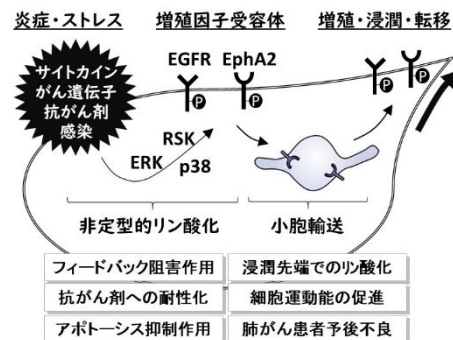 炎症・ストレス
増殖因子受容体
増殖・浸潤・転移
サイトカイン
がん遺伝子
抗がん剤
感染
EGFR EphA2
P
P
P
P
RSK
ERK
p38
非定型的リン酸化
小胞輸送
フィードバック阻害作用
浸潤先端でのリン酸化
抗がん剤への耐性化
細胞運動能の促進
アポトーシス抑制作用
肺がん患者予後不良